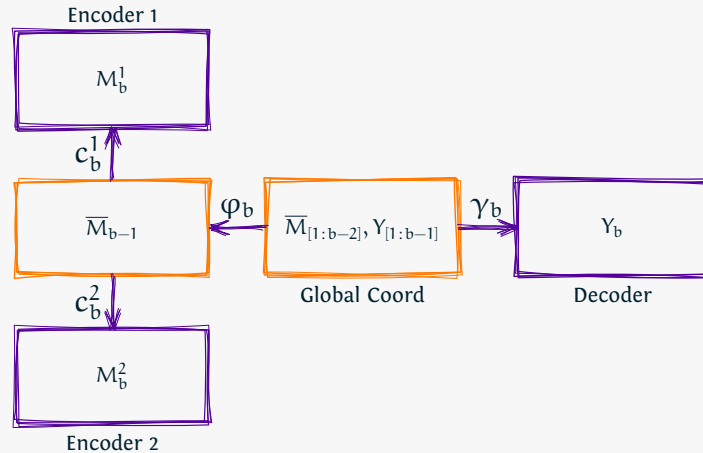 Encoder 1
M_b^1
c_b^1
φ_b
γ_b
M̅_{b−1}
M̅_{[1:b−2]}, Y_{[1:b−1]}
Y_b
Global Coord
Decoder
c_b^2
M_b^2
Encoder 2